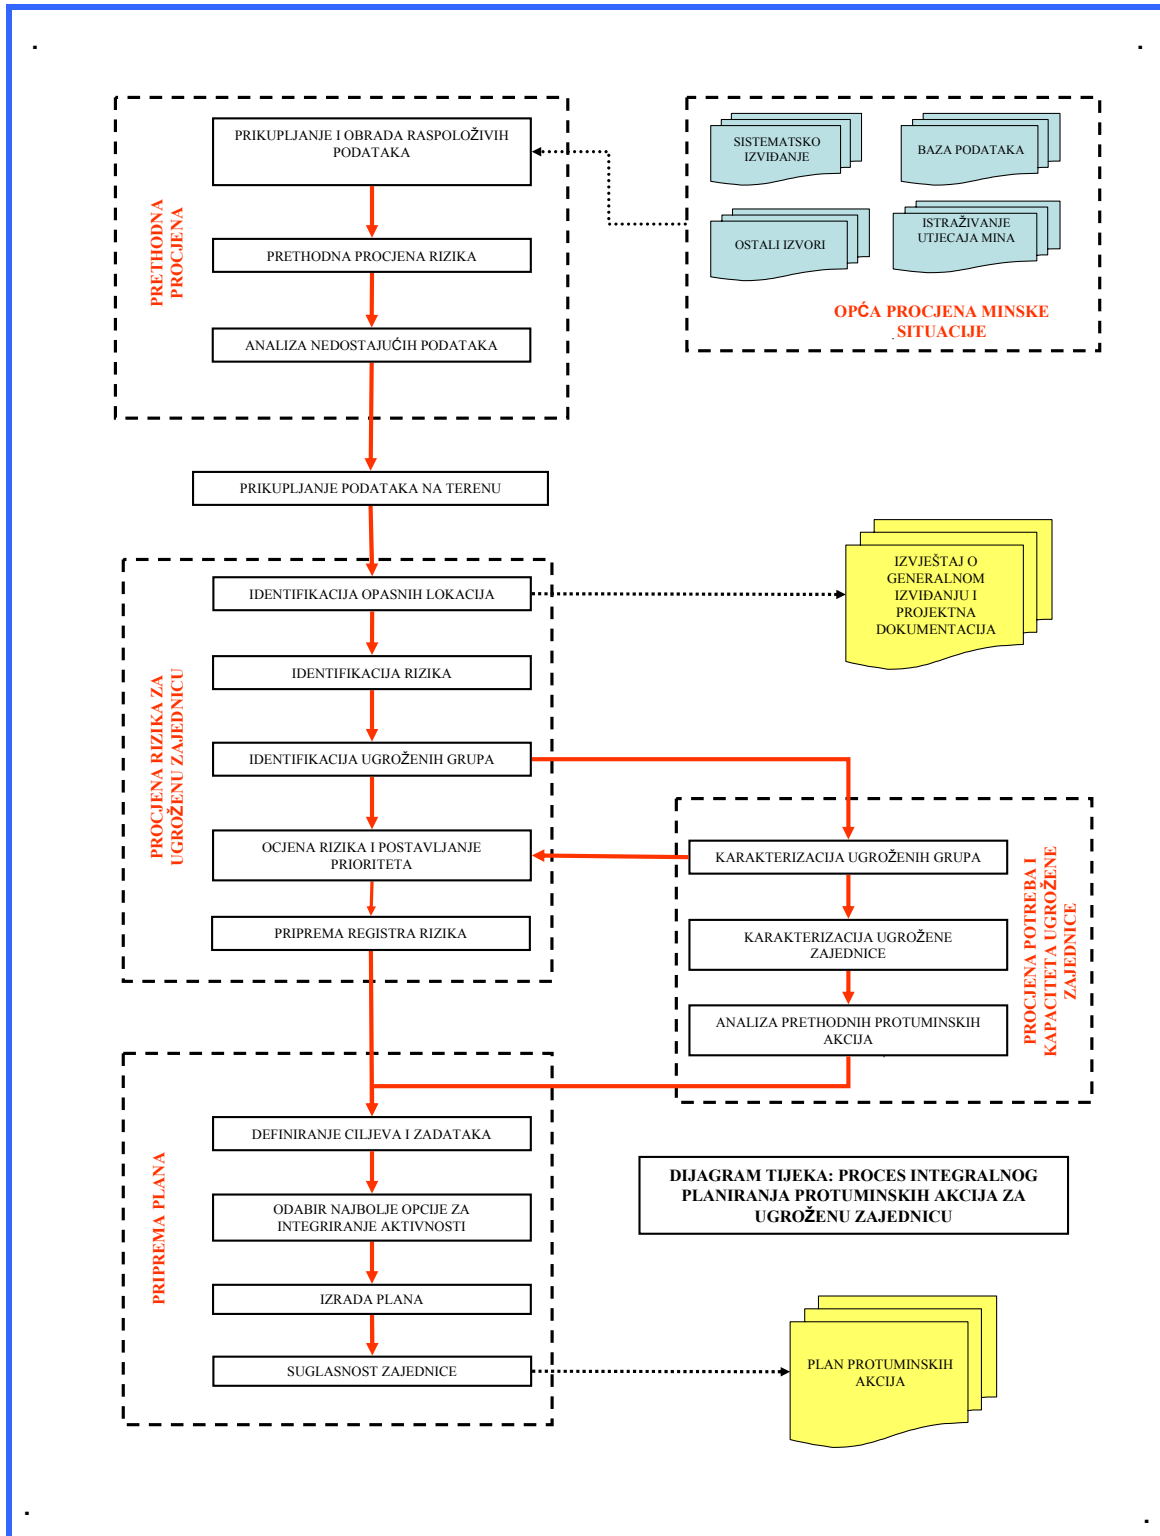 PRIKUPLJANJE I OBRADA RASPOLOŽIVIH
PODATAKA
PRETHODNA PROCJENA RIZIKA
ANALIZA NEDOSTAJUĆIH PODATAKA
PRETHODNA
PROCJENA
SISTEMATSKO
IZVIĐANJE
BAZA PODATAKA
OSTALI IZVORI
ISTRAŽIVANJE
UTJECAJA MINA
OPĆA PROCJENA MINSKE
SITUACIJE
PRIKUPLJANJE PODATAKA NA TERENU
IDENTIFIKACIJA OPASNIH LOKACIJA
IZVJEŠTAJ O
GENERALNOM
IZVIĐANJU I
PROJEKTNA
DOKUMENTACIJA
IDENTIFIKACIJA RIZIKA
IDENTIFIKACIJA UGROŽENIH GRUPA
OCJENA RIZIKA I POSTAVLJANJE
PRIORITETA
PRIPREMA REGISTRA RIZIKA
PROCJENA RIZIKA ZA
UGROŽENU ZAJEDNICU
KARAKTERIZACIJA UGROŽENIH GRUPA
KARAKTERIZACIJA UGROŽENE
ZAJEDNICE
ANALIZA PRETHODNIH PROTUMINSKIH
AKCIJA
PROCJENA POTREBA I
KAPACITETA UGROŽENE
ZAJEDNICE
DEFINIRANJE CILJEVA I ZADATAKA
ODABIR NAJBOLJE OPCIJE ZA
INTEGRIRANJE AKTIVNOSTI
IZRADA PLANA
SUGLASNOST ZAJEDNICE
PRIPREMA PLANA
DIJAGRAM TIJEKA: PROCES INTEGRALNOG
PLANIRANJA PROTUMINSKIH AKCIJA ZA
UGROŽENU ZAJEDNICU
PLAN PROTUMINSKIH
AKCIJA